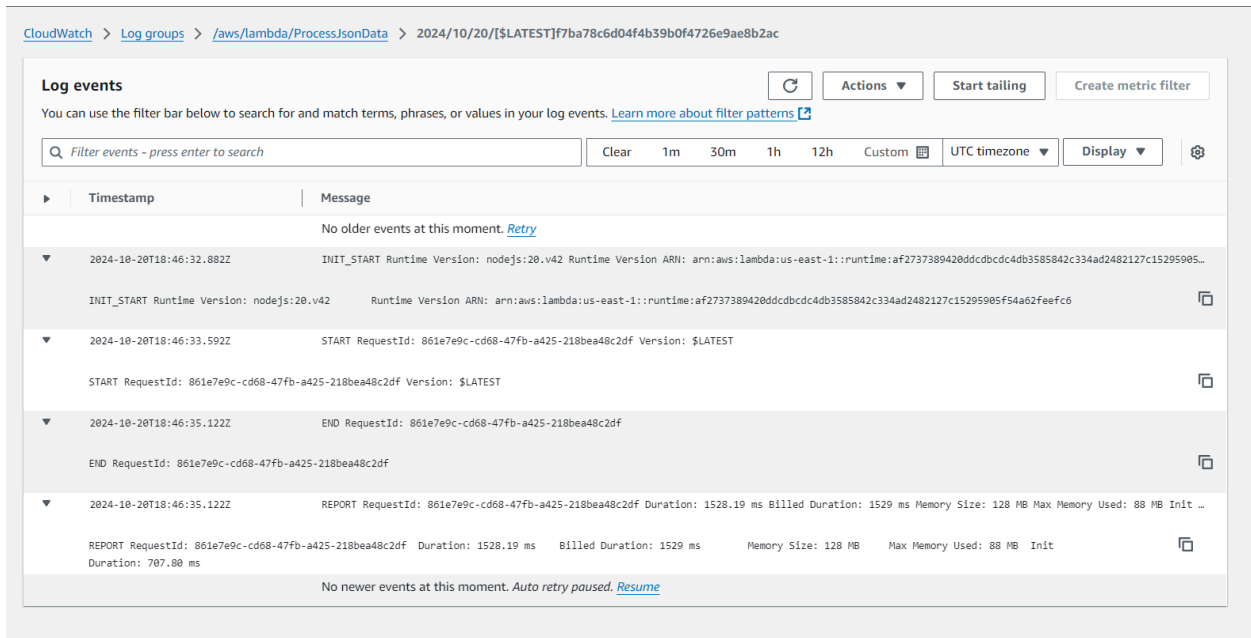 CloudWatch > Log groups > /aws/lambda/ProcessJsonData > 2024/10/20/[$LATEST]f7ba78c6d04f4b39b0f4726e9ae8b2ac
Log events
Actions ▼ Start tailing Create metric filter
You can use the filter bar below to search for and match terms, phrases, or values in your log events. Learn more about filter patterns
Filter events - press enter to search
Clear 1m 30m 1h 12h Custom UTC timezone ▼ Display ▼
Timestamp Message
No older events at this moment. Retry
2024-10-20T18:46:32.882Z INIT_START Runtime Version: nodejs:20.v42 Runtime Version ARN: arn:aws:lambda:us-east-1::runtime:af2737389420ddcdbcdc4db3585842c334ad2482127c15295905…
INIT_START Runtime Version: nodejs:20.v42 Runtime Version ARN: arn:aws:lambda:us-east-1::runtime:af2737389420ddcdbcdc4db3585842c334ad2482127c15295905f54a62feefc6
2024-10-20T18:46:33.592Z START RequestId: 861e7e9c-cd68-47fb-a425-218bea48c2df Version: $LATEST
START RequestId: 861e7e9c-cd68-47fb-a425-218bea48c2df Version: $LATEST
2024-10-20T18:46:35.122Z END RequestId: 861e7e9c-cd68-47fb-a425-218bea48c2df
END RequestId: 861e7e9c-cd68-47fb-a425-218bea48c2df
2024-10-20T18:46:35.122Z REPORT RequestId: 861e7e9c-cd68-47fb-a425-218bea48c2df Duration: 1528.19 ms Billed Duration: 1529 ms Memory Size: 128 MB Max Memory Used: 88 MB Init …
REPORT RequestId: 861e7e9c-cd68-47fb-a425-218bea48c2df Duration: 1528.19 ms Billed Duration: 1529 ms Memory Size: 128 MB Max Memory Used: 88 MB Init
Duration: 707.80 ms
No newer events at this moment. Auto retry paused. Resume